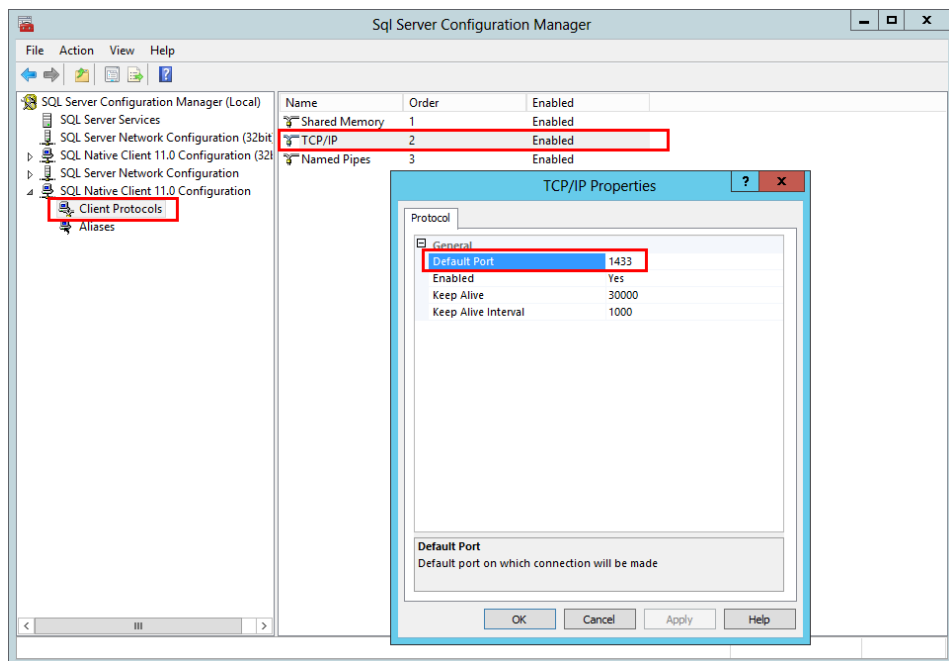 Sql Server Configuration Manager
File Action View Help
SQL Server Configuration Manager (Local)
SQL Server Services
SQL Server Network Configuration (32bit
SQL Native Client 11.0 Configuration (32l
SQL Server Network Configuration
SQL Native Client 11.0 Configuration
Client Protocols
Aliases
Name Order Enabled
Shared Memory 1 Enabled
TCP/IP 2 Enabled
Named Pipes 3 Enabled
TCP/IP Properties
Protocol
General
Default Port 1433
Enabled Yes
Keep Alive 30000
Keep Alive Interval 1000
Default Port
Default port on which connection will be made
OK Cancel Apply Help